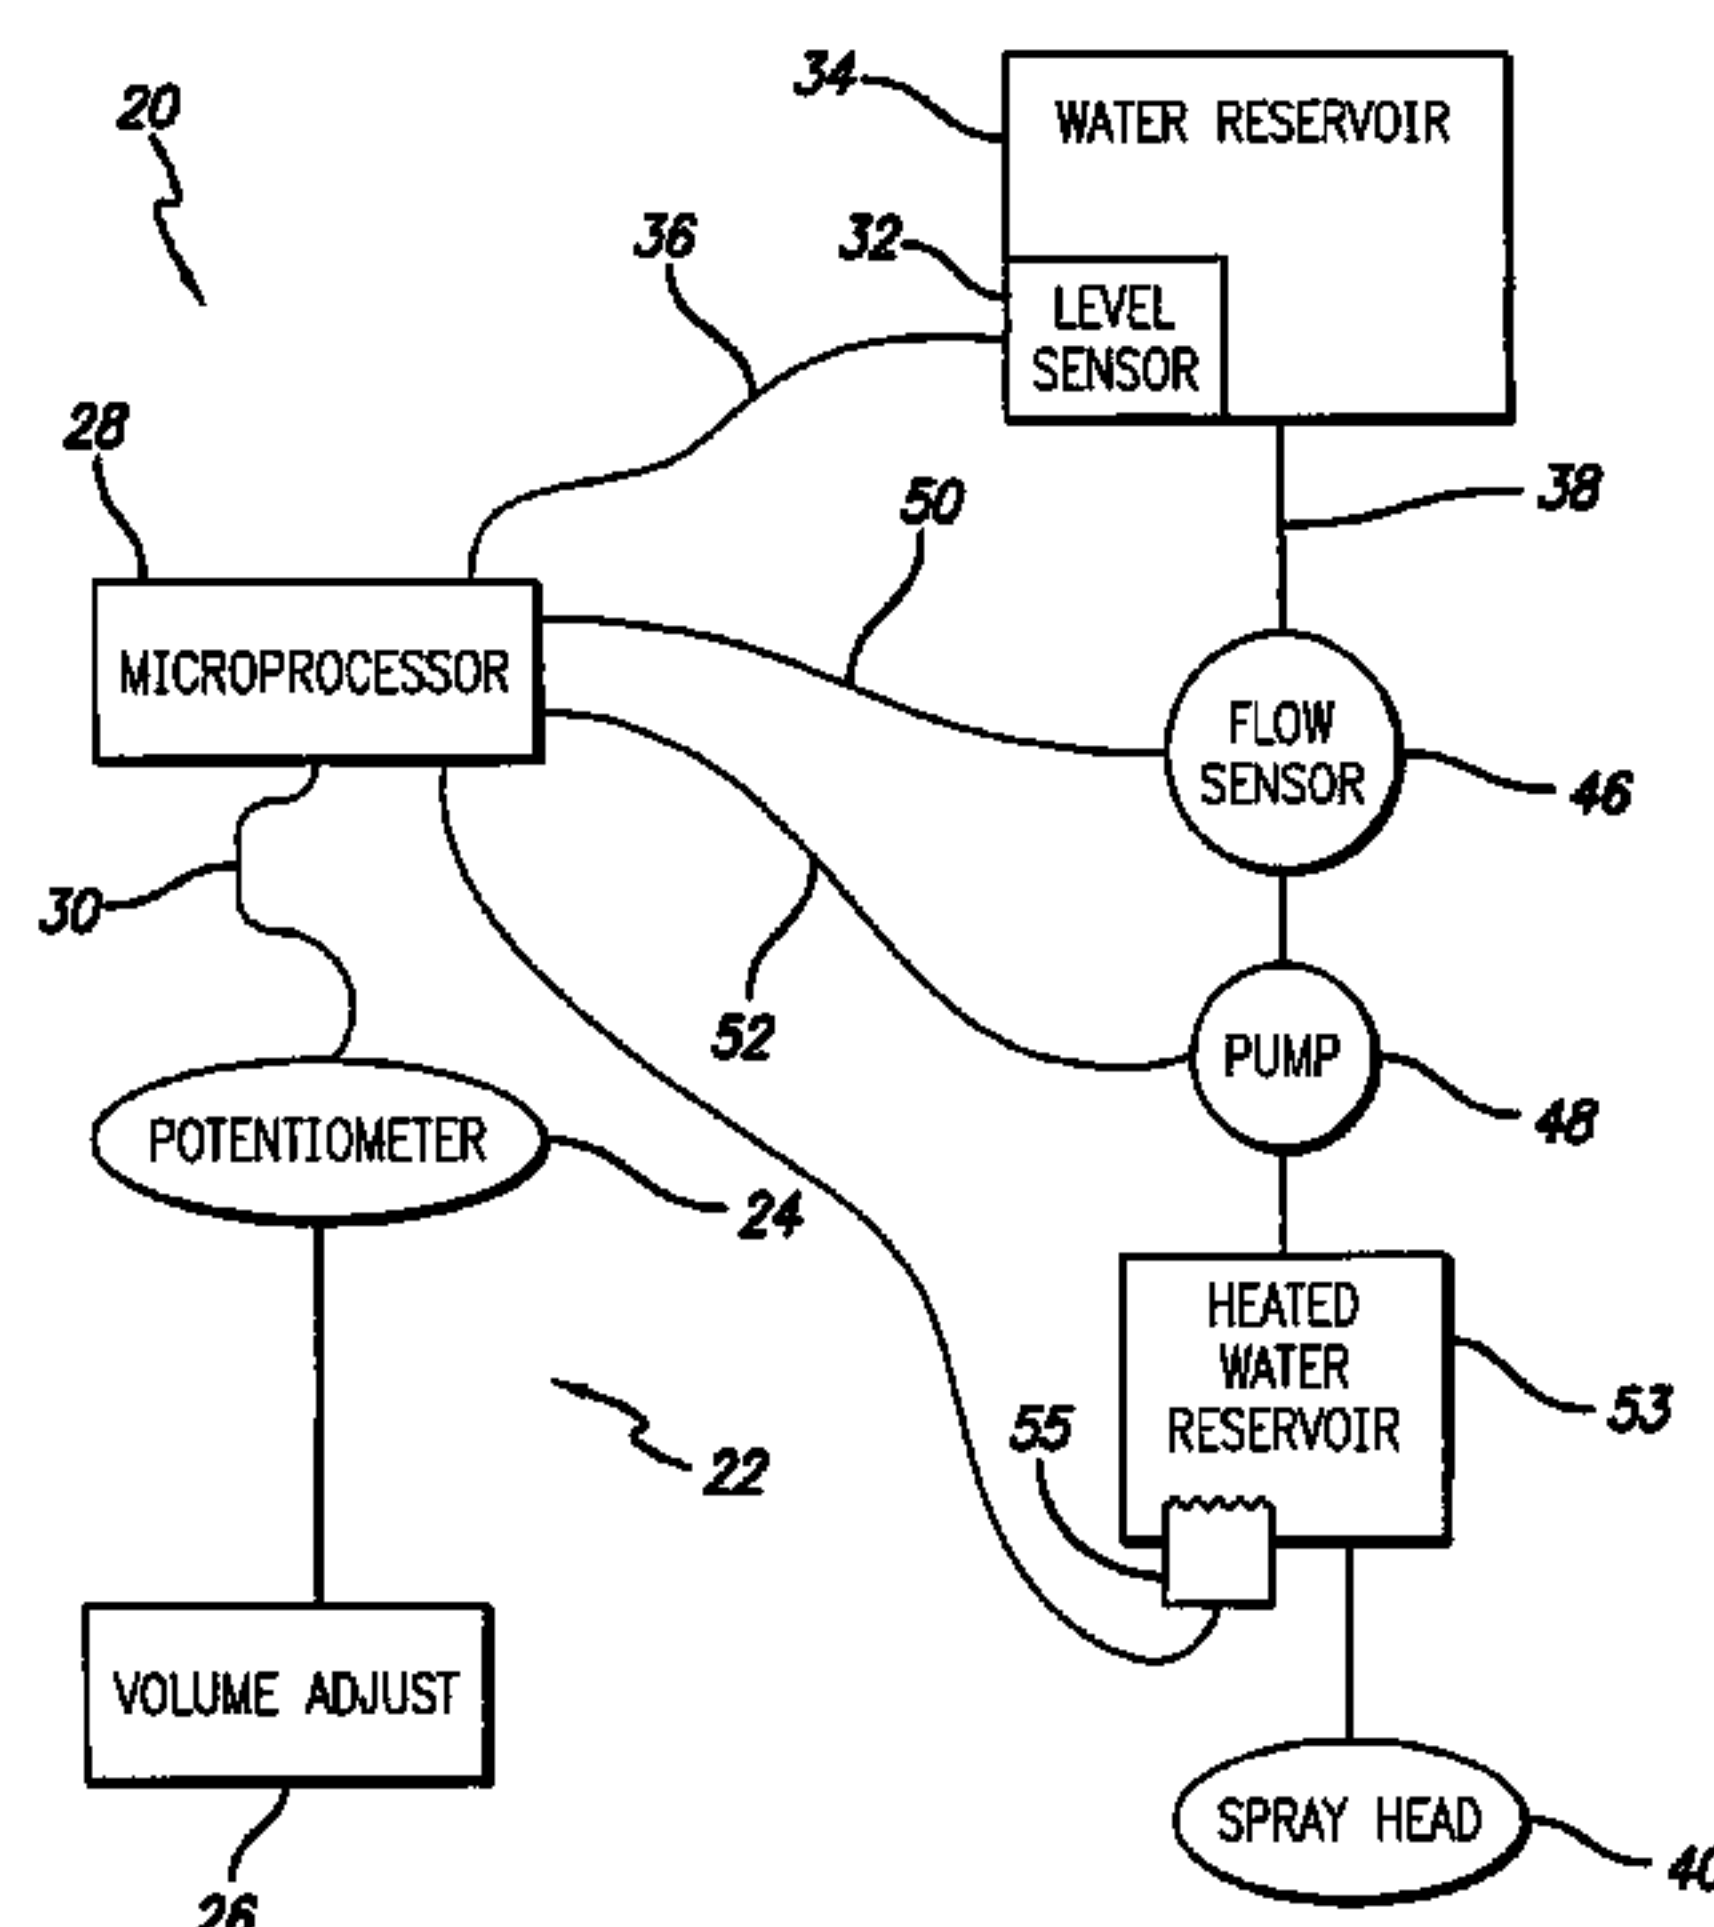 20
34
WATER RESERVOIR
36
32
LEVEL
SENSOR
28
50
38
MICROPROCESSOR
FLOW
SENSOR
46
30
52
PUMP
48
POTENTIOMETER
24
HEATED
WATER
RESERVOIR
53
55
22
VOLUME ADJUST
SPRAY HEAD
40
26